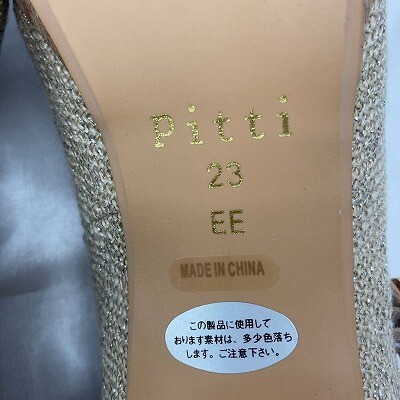 Pitti
23
EE
MADE IN CHINA
この製品に使用して
おります素材は、多少色落ち
します。ご注意下さい。